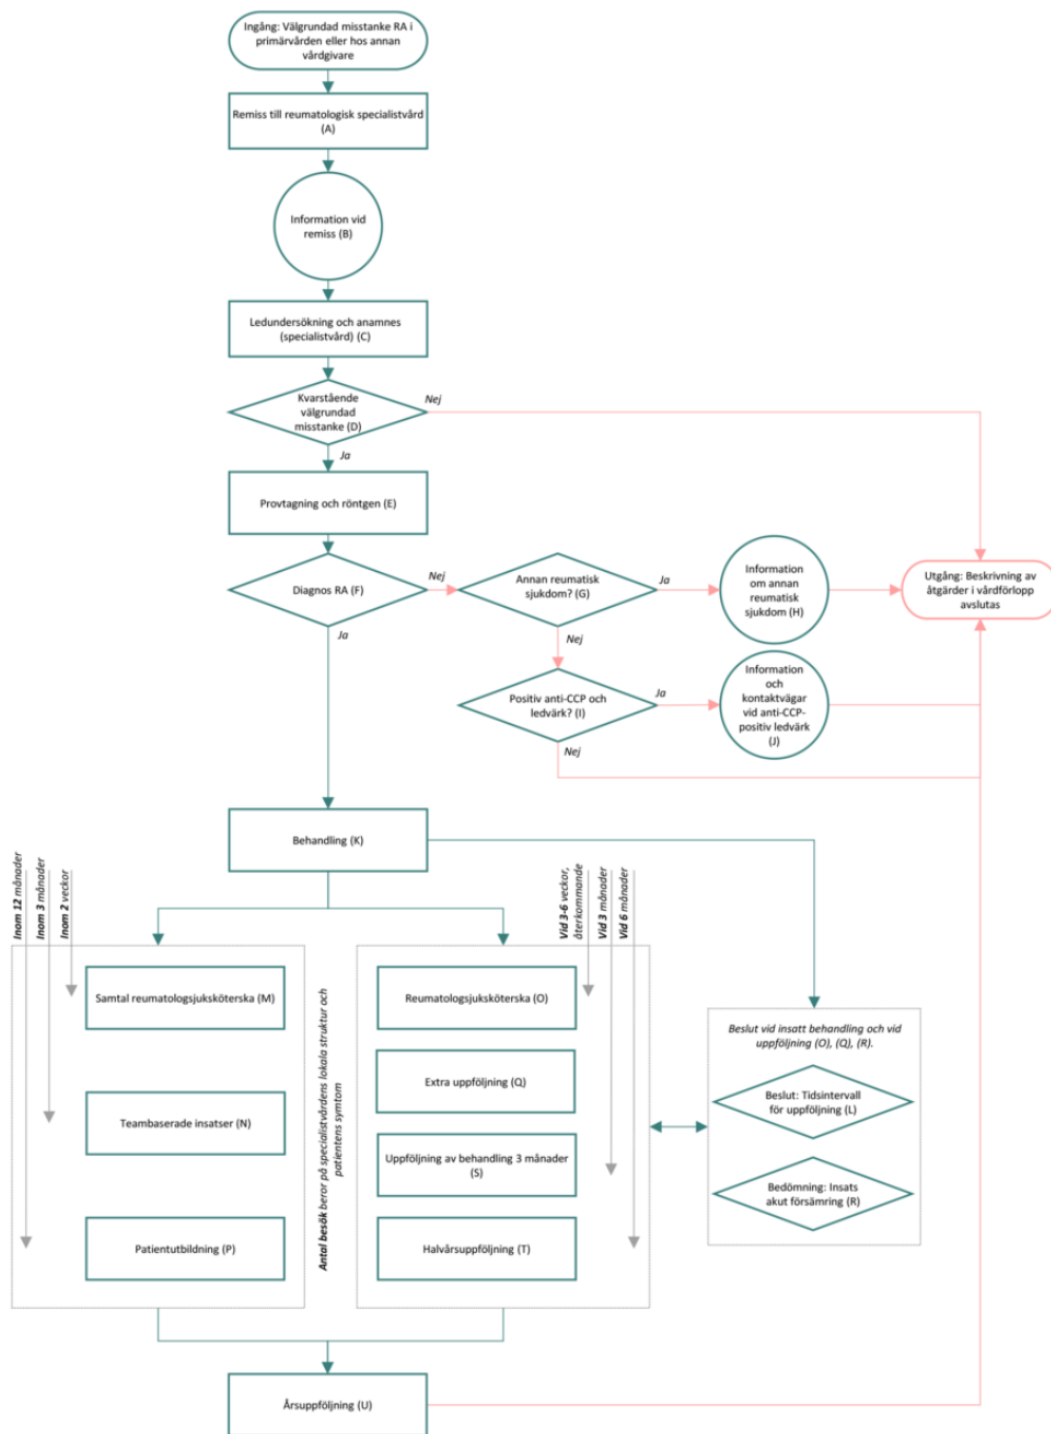 Ingång: Välgrundad misstanke RA i
primärvården eller hos annan
vårdgivare
Remiss till reumatologisk specialistvård
(A)
Information vid
remiss (B)
Ledundersökning och anamnes
(specialistvård) (C)
Kvarstående
välgrundad
misstanke (D)
Nej
Ja
Provtagning och röntgen (E)
Diagnos RA (F)
Nej
Ja
Annan reumatisk
sjukdom? (G)
Ja
Nej
Information
om annan
reumatisk
sjukdom (H)
Utgång: Beskrivning av
åtgärder i vårdförlopp
avslutas
Positiv anti-CCP och
ledvärk? (I)
Ja
Nej
Information
och
kontaktvägar
vid anti-CCP-
positiv ledvärk
(J)
Behandling (K)
Inom 12 månader
Inom 3 månader
Inom 2 veckor
Samtal reumatologsjuksköterska (M)
Teambaserade insatser (N)
Patientutbildning (P)
Antal besök beror på specialistvårdens lokala struktur och
patientens symtom
Vid 3-6 veckor,
återkommande
Vid 3 månader
Vid 6 månader
Reumatologsjuksköterska (O)
Extra uppföljning (Q)
Uppföljning av behandling 3 månader
(S)
Halvårsuppföljning (T)
Beslut vid insatt behandling och vid
uppföljning (O), (Q), (R).
Beslut: Tidsintervall
för uppföljning (L)
Bedömning: Insats
akut försämring (R)
Årsuppföljning (U)